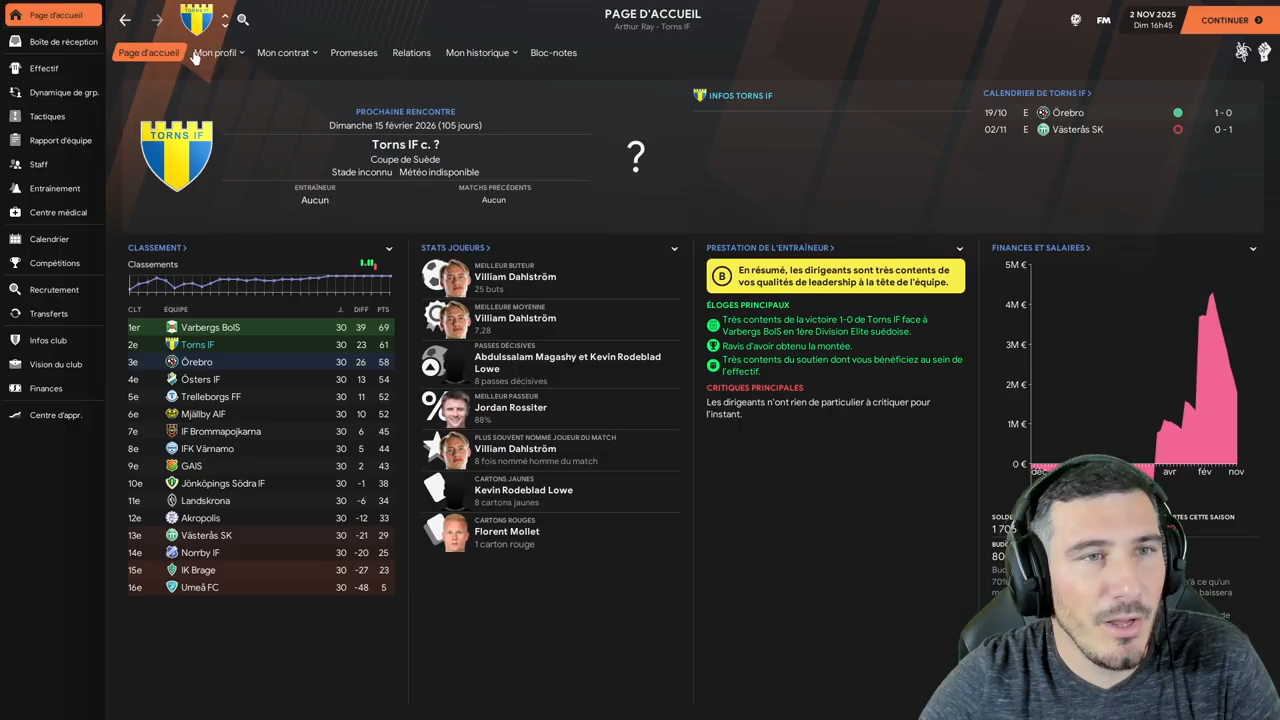 Page d'accueil
Boîte de réception
Effectif
Dynamique de grp.
Tactiques
Rapport d'équipe
Staff
Entraînement
Centre médical
Calendrier
Compétitions
Recrutement
Transferts
Infos club
Vision du club
Finances
Centre d'appr.
TORNS IF
PAGE D'ACCUEIL
Arthur Ray - Torns IF
FM
2 NOV 2025
Dim 16h45
CONTINUER
Page d'accueil
Mon profil
Mon contrat
Promesses
Relations
Mon historique
Bloc-notes
TORNS IF
PROCHAINE RENCONTRE
Dimanche 15 février 2026 (105 jours)
Torns IF c. ?
Coupe de Suède
Stade inconnu Météo indisponible
ENTRAÎNEUR
Aucun
MATCHS PRÉCÉDENTS
Aucun
?
INFOS TORNS IF
CALENDRIER DE TORNS IF >
19/10 E Örebro 1 - 0
02/11 E Västerås SK 0 - 1
CLASSEMENT >
Classements
CLT ÉQUIPE J. DIFF PTS
1er Varbergs BoIS 30 39 69
2e Torns IF 30 23 61
3e Örebro 30 26 58
4e Östers IF 30 13 54
5e Trelleborgs FF 30 11 52
6e Mjällby AIF 30 10 52
7e IF Brommapojkarna 30 6 45
8e IFK Värnamo 30 5 44
9e GAIS 30 2 43
10e Jönköpings Södra IF 30 -1 38
11e Landskrona 30 -6 34
12e Akropolis 30 -12 33
13e Västerås SK 30 -21 29
14e Norrby IF 30 -20 25
15e IK Brage 30 -27 23
16e Umeå FC 30 -48 5
STATS JOUEURS >
MEILLEUR BUTEUR
Villiam Dahlström
25 buts
MEILLEURE MOYENNE
Villiam Dahlström
7,28
PASSES DÉCISIVES
Abdulssalam Magashy et Kevin Rodeblad
Lowe
8 passes décisives
MEILLEUR PASSEUR
Jordan Rossiter
88%
PLUS SOUVENT NOMMÉ JOUEUR DU MATCH
Villiam Dahlström
8 fois nommé homme du match
CARTONS JAUNES
Kevin Rodeblad Lowe
8 cartons jaunes
CARTONS ROUGES
Florent Mollet
1 carton rouge
PRESTATION DE L'ENTRAÎNEUR >
B
En résumé, les dirigeants sont très contents de
vos qualités de leadership à la tête de l'équipe.
ÉLOGES PRINCIPAUX
Très contents de la victoire 1-0 de Torns IF face à
Varbergs BoIS en 1ère Division Elite suédoise.
Ravis d'avoir obtenu la montée.
Très contents du soutien dont vous bénéficiez au sein de
l'effectif.
CRITIQUES PRINCIPALES
Les dirigeants n'ont rien de particulier à critiquer pour
l'instant.
FINANCES ET SALAIRES >
5M €
4M €
3M €
2M €
1M €
0 €
déc
avr
fév
nov